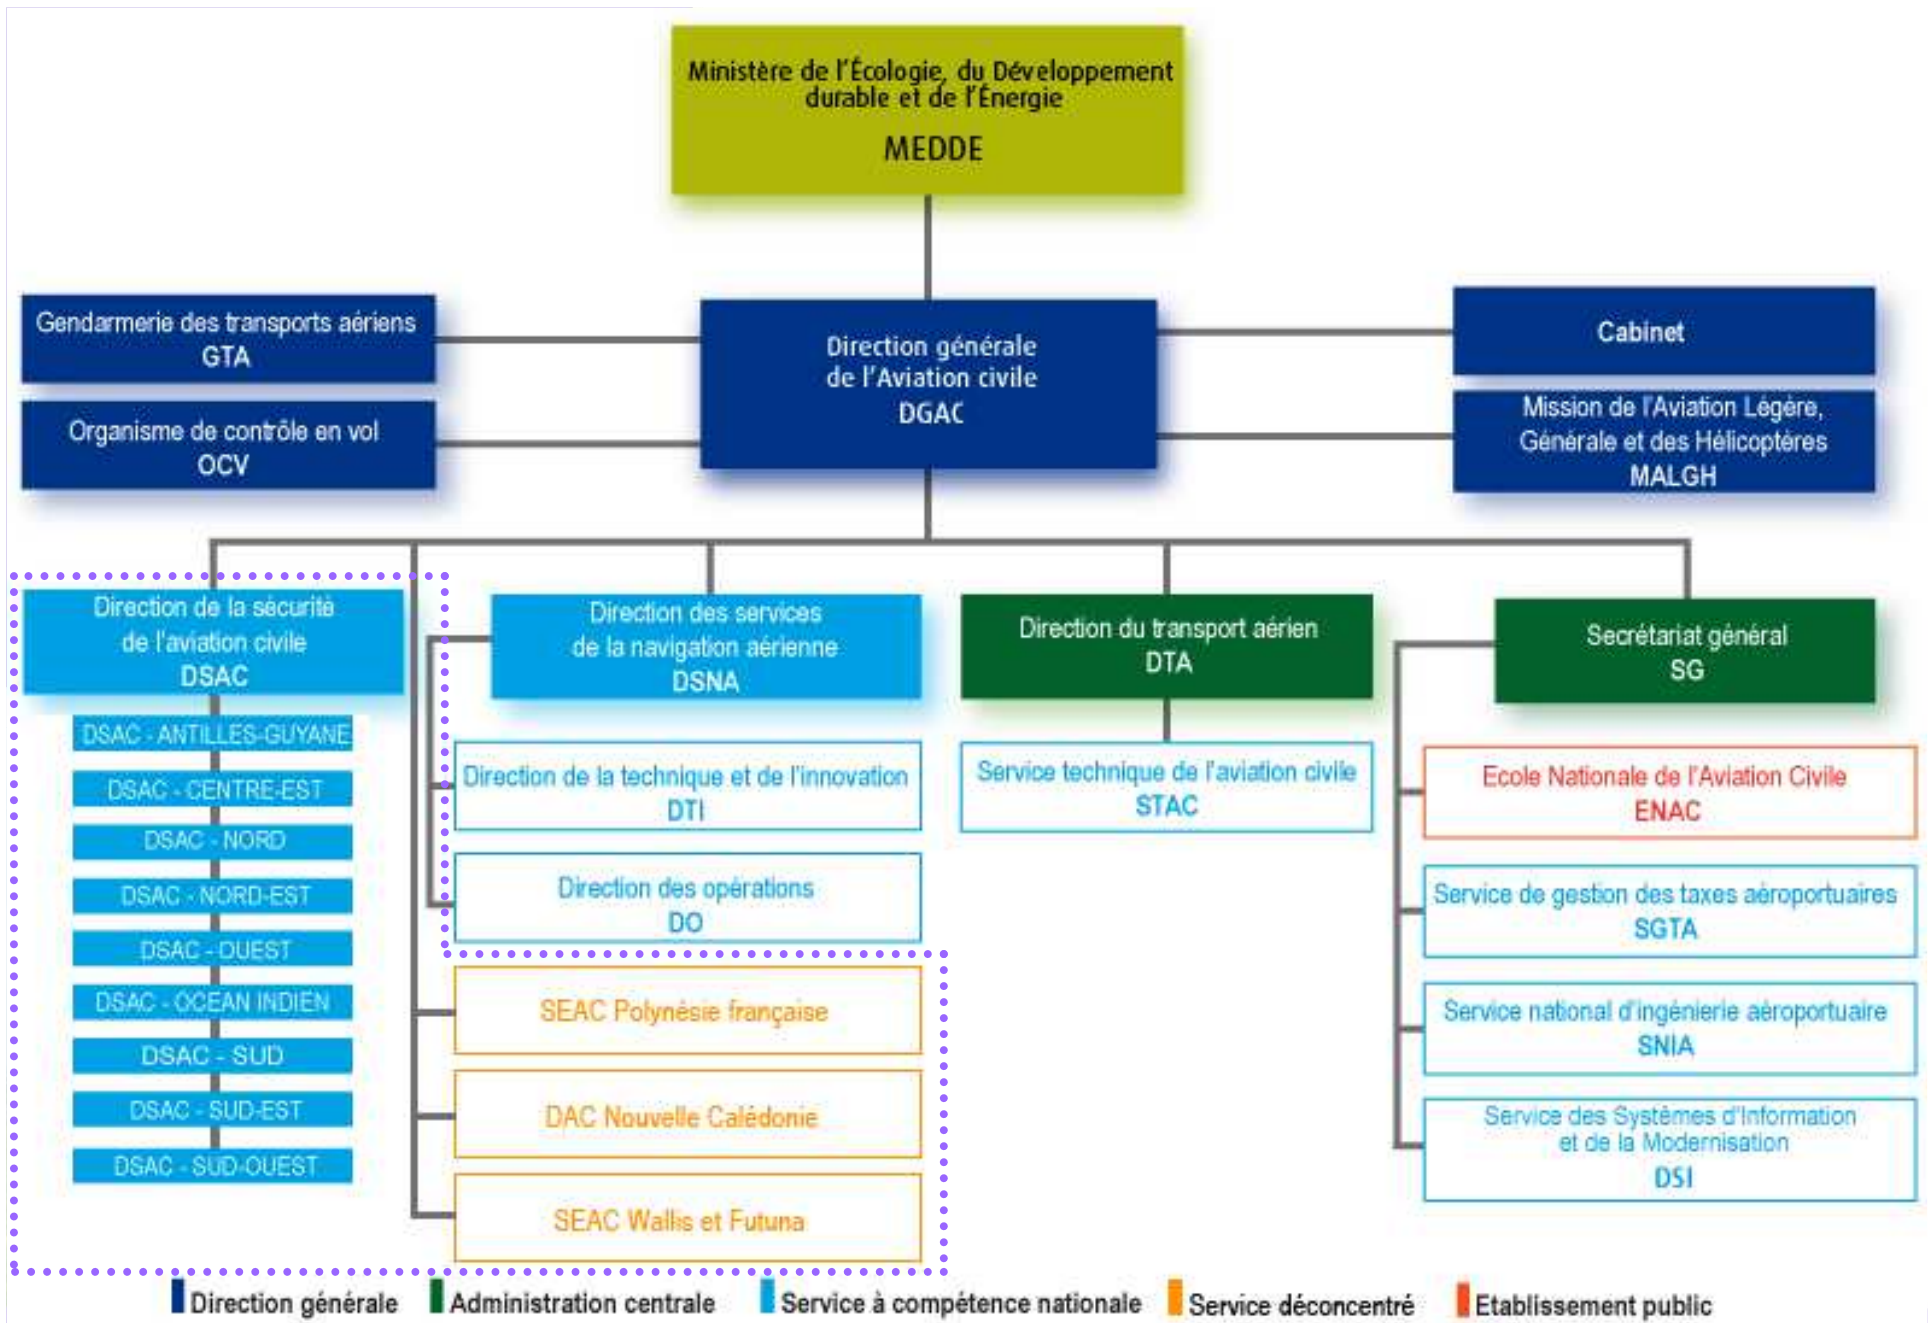 Ministère de l'Écologie, du Développement
durable et de l'Énergie
MEDDE
Gendarmerie des transports aériens
GTA
Organisme de contrôle en vol
OCV
Direction générale
de l'Aviation civile
DGAC
Cabinet
Mission de l'Aviation Légère,
Générale et des Hélicoptères
MALGH
Direction de la sécurité
de l'aviation civile
DSAC
DSAC - ANTILLES-GUYANE
DSAC - CENTRE-EST
DSAC - NORD
DSAC - NORD-EST
DSAC - OUEST
DSAC - OCEAN INDIEN
DSAC - SUD
DSAC - SUD-EST
DSAC - SUD-OUEST
Direction des services
de la navigation aérienne
DSNA
Direction de la technique et de l'innovation
DTI
Direction des opérations
DO
SEAC Polynésie française
DAC Nouvelle Calédonie
SEAC Wallis et Futuna
Direction du transport aérien
DTA
Service technique de l'aviation civile
STAC
Secrétariat général
SG
Ecole Nationale de l'Aviation Civile
ENAC
Service de gestion des taxes aéroportuaires
SGTA
Service national d'ingénierie aéroportuaire
SNIA
Service des Systèmes d'Information
et de la Modernisation
DSI
Direction générale
Administration centrale
Service à compétence nationale
Service déconcentré
Etablissement public